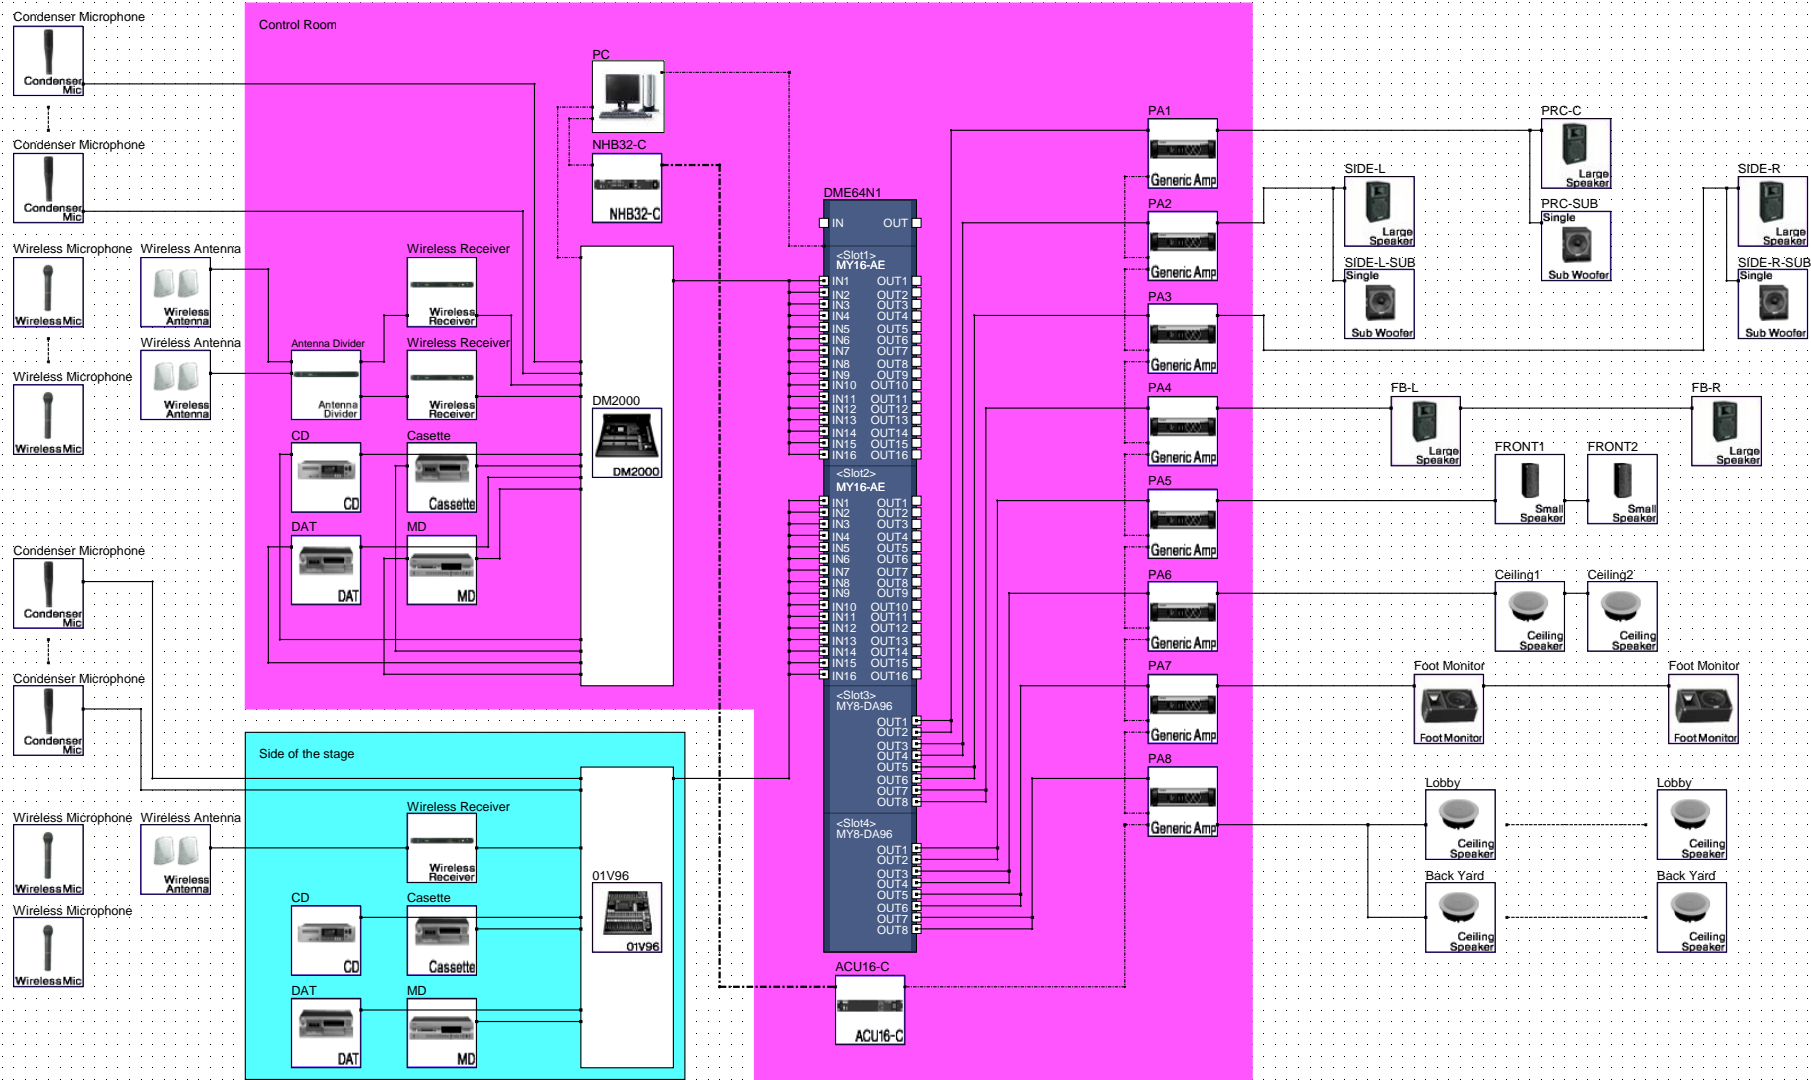 Condenser Microphone
Condenser
Mic
Condenser Microphone
Condenser
Mic
Wireless Microphone
WirelessMic
Wireless Antenna
Wireless
Antenna
Wireless Microphone
WirelessMic
Wireless Antenna
Wireless
Antenna
Condenser Microphone
Condenser
Mic
Condenser Microphone
Condenser
Mic
Wireless Microphone
WirelessMic
Wireless Antenna
Wireless
Antenna
Wireless Microphone
WirelessMic
Control Room
PC
NHB32-C
NHB32-C
Wireless Receiver
Wireless
Receiver
Antenna Divider
Antenna
Divider
Wireless Receiver
Wireless
Receiver
CD
CD
Casette
Cassette
DAT
DAT
MD
MD
DM2000
DM2000
Side of the stage
Wireless Receiver
Wireless
Receiver
CD
CD
Casette
Cassette
DAT
DAT
MD
MD
01V96
01V96
DME64N1
IN OUT
<Slot1>
MY16-AE
IN1 OUT1
IN2 OUT2
IN3 OUT3
IN4 OUT4
IN5 OUT5
IN6 OUT6
IN7 OUT7
IN8 OUT8
IN9 OUT9
IN10 OUT10
IN11 OUT11
IN12 OUT12
IN13 OUT13
IN14 OUT14
IN15 OUT15
IN16 OUT16
<Slot2>
MY16-AE
IN1 OUT1
IN2 OUT2
IN3 OUT3
IN4 OUT4
IN5 OUT5
IN6 OUT6
IN7 OUT7
IN8 OUT8
IN9 OUT9
IN10 OUT10
IN11 OUT11
IN12 OUT12
IN13 OUT13
IN14 OUT14
IN15 OUT15
IN16 OUT16
<Slot3>
MY8-DA96
OUT1
OUT2
OUT3
OUT4
OUT5
OUT6
OUT7
OUT8
<Slot4>
MY8-DA96
OUT1
OUT2
OUT3
OUT4
OUT5
OUT6
OUT7
OUT8
ACU16-C
ACU16-C
PA1
Generic Amp
PA2
Generic Amp
PA3
Generic Amp
PA4
Generic Amp
PA5
Generic Amp
PA6
Generic Amp
PA7
Generic Amp
PA8
Generic Amp
PRC-C
Large
Speaker
SIDE-L
Large
Speaker
SIDE-R
Large
Speaker
PRC-SUB
Single
Sub Woofer
SIDE-L-SUB
Single
Sub Woofer
SIDE-R-SUB
Single
Sub Woofer
FB-L
Large
Speaker
FB-R
Large
Speaker
FRONT1
Small
Speaker
FRONT2
Small
Speaker
Ceiling1
Ceiling
Speaker
Ceiling2
Ceiling
Speaker
Foot Monitor
Foot Monitor
Foot Monitor
Foot Monitor
Lobby
Ceiling
Speaker
Lobby
Ceiling
Speaker
Back Yard
Ceiling
Speaker
Back Yard
Ceiling
Speaker